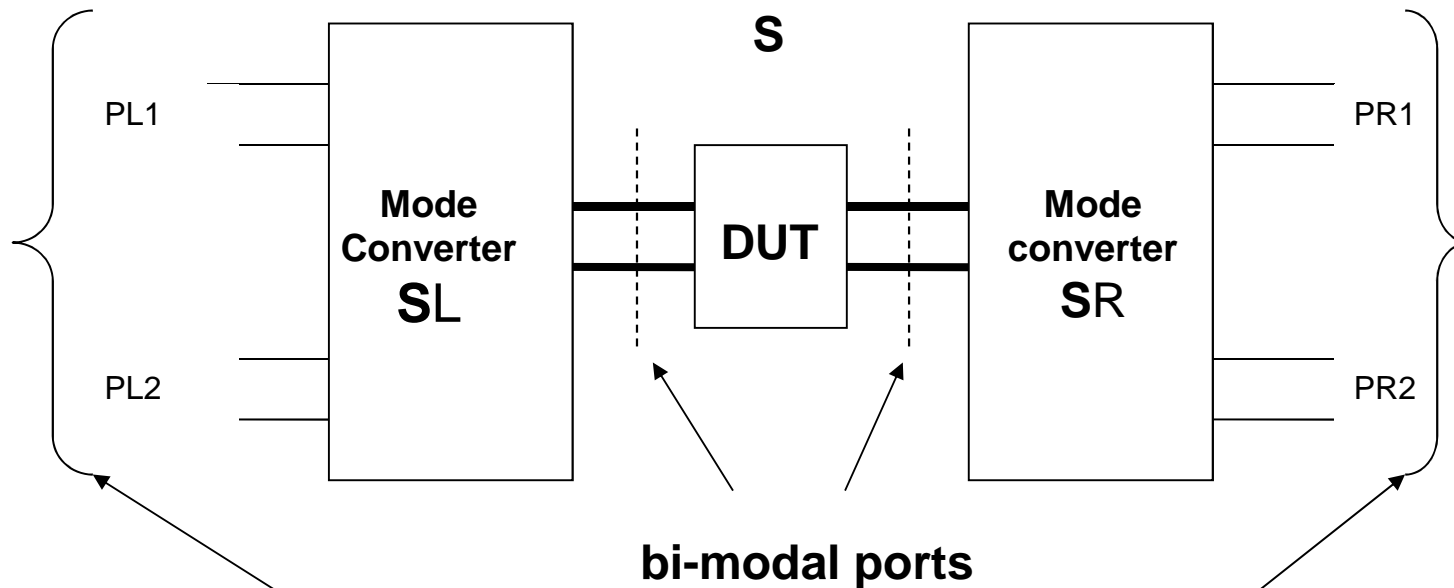 S
PL1
PR1
Mode
Converter
SL
DUT
Mode
converter
SR
PL2
PR2
bi-modal ports